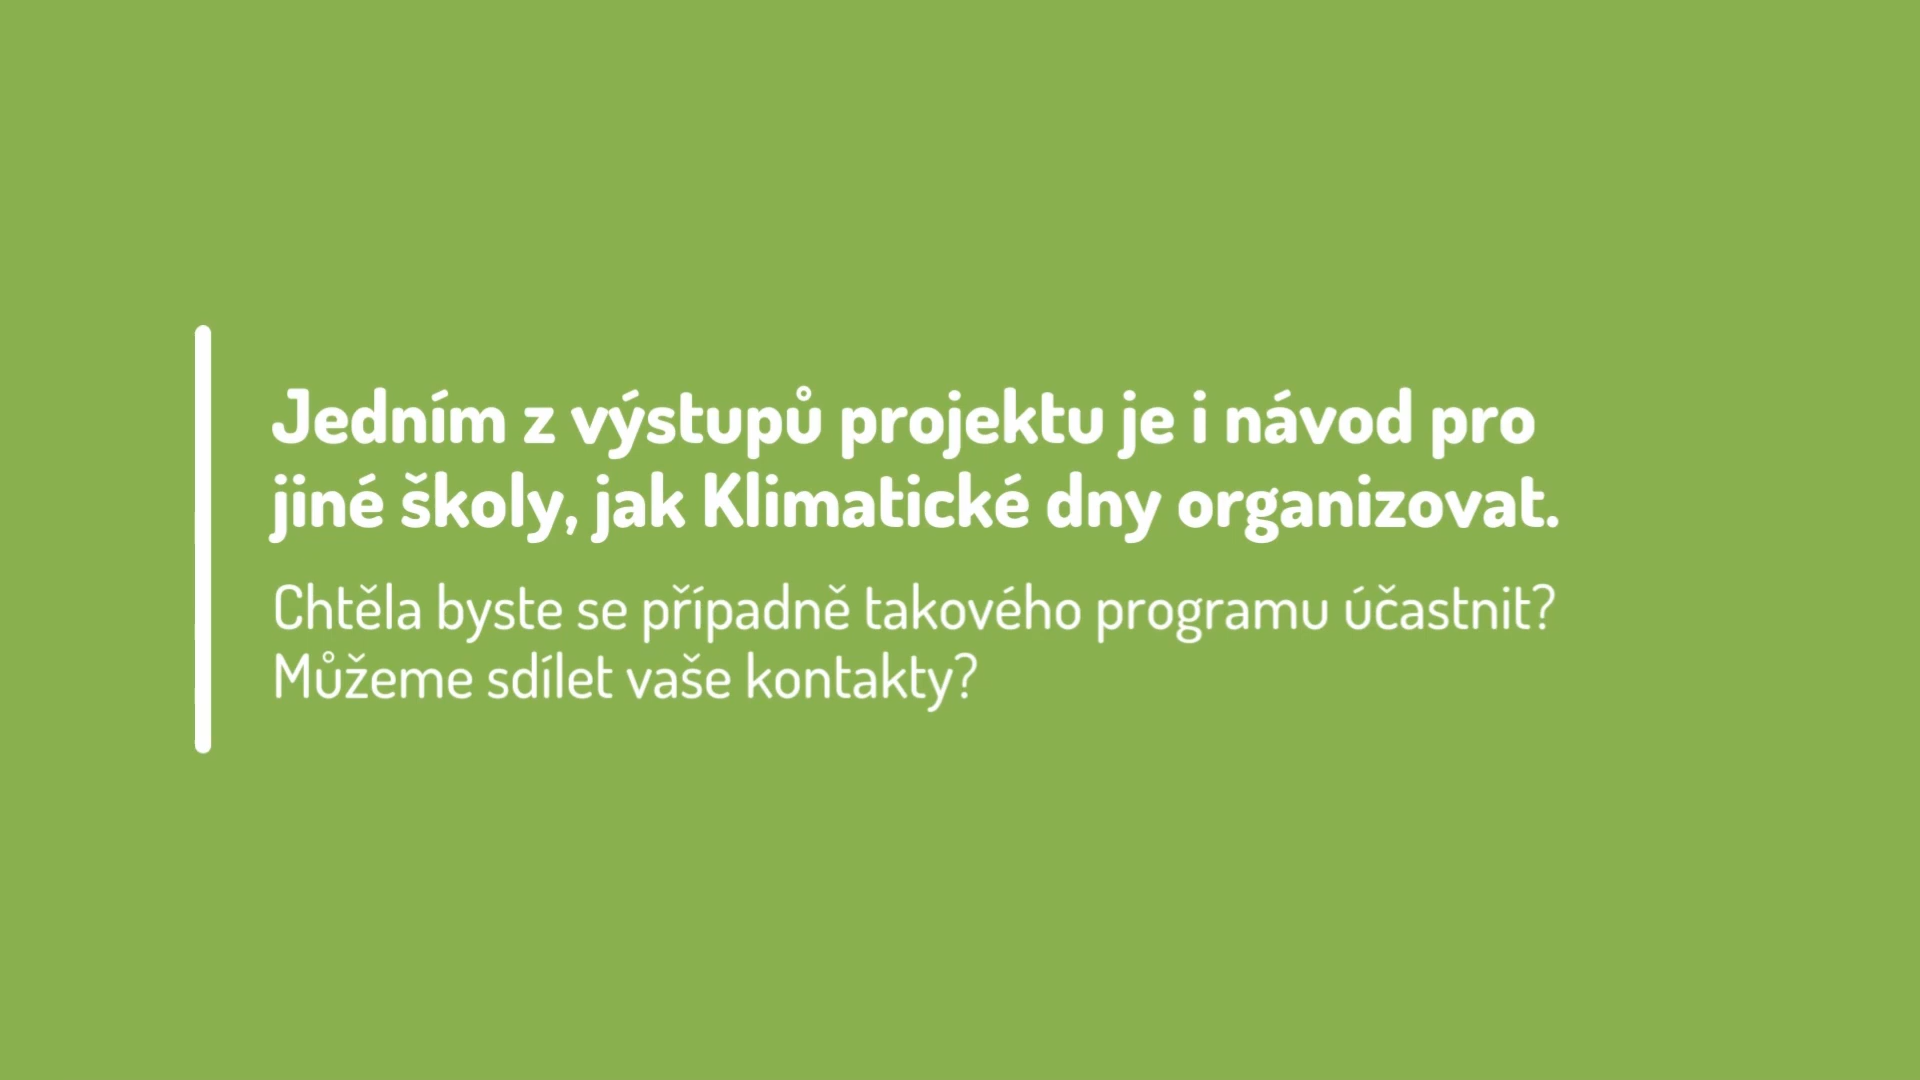 Jedním z výstupů projektu je i návod pro
jiné školy, jak Klimatické dny organizovat.
Chtěla byste se případně takového programu účastnit?
Můžeme sdílet vaše kontakty?